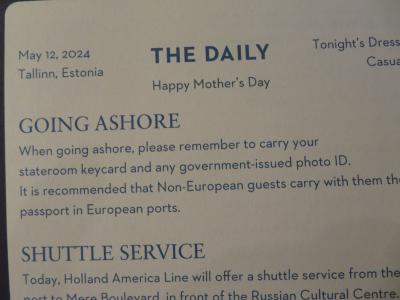 May 12, 2024
Tallinn, Estonia
THE DAILY
Happy Mother's Day
Tonight's Dress
Casua
GOING ASHORE
When going ashore, please remember to carry your
stateroom keycard and any government-issued photo ID.
It is recommended that Non-European guests carry with them the
passport in European ports.
SHUTTLE SERVICE
Today, Holland America Line will offer a shuttle service from the
port to Mere Boulevard, in front of the Russian Cultural Centre.